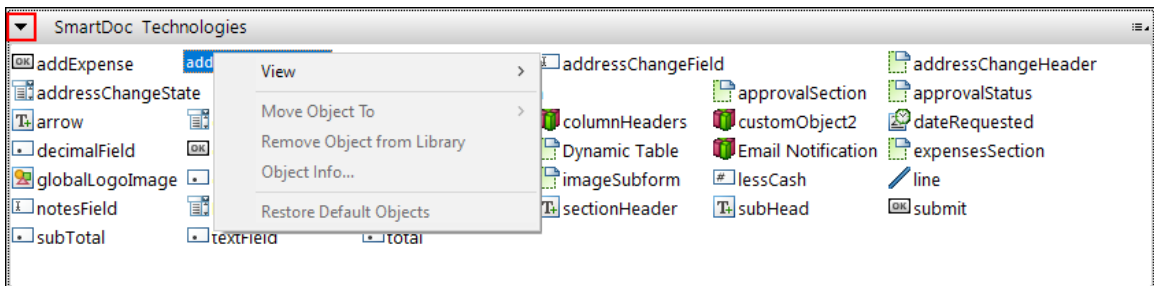 SmartDoc Technologies
addExpense add View > addressChangeField addressChangeHeader
addressChangeState approvalSection approvalStatus
arrow Move Object To > columnHeaders customObject2 dateRequested
decimalField Remove Object from Library Dynamic Table Email Notification expensesSection
globalLogoImage Object Info... imageSubform lessCash line
notesField Restore Default Objects sectionHeader subHead submit
subTotal textField total